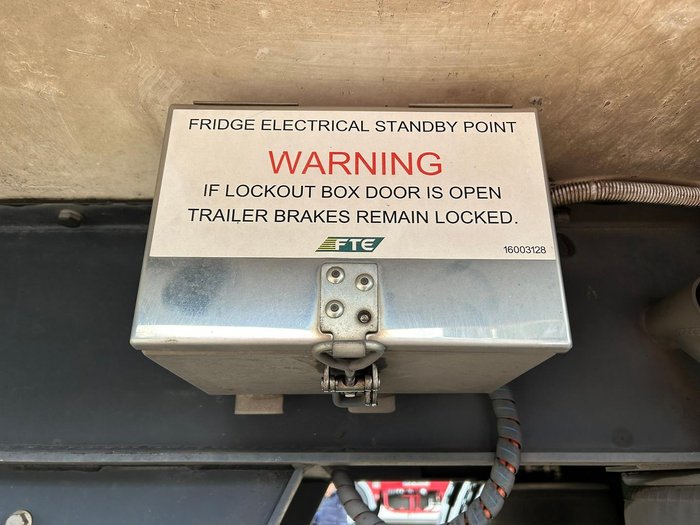 FRIDGE ELECTRICAL STANDBY POINT
WARNING
IF LOCKOUT BOX DOOR IS OPEN
TRAILER BRAKES REMAIN LOCKED.
FTE
16003128